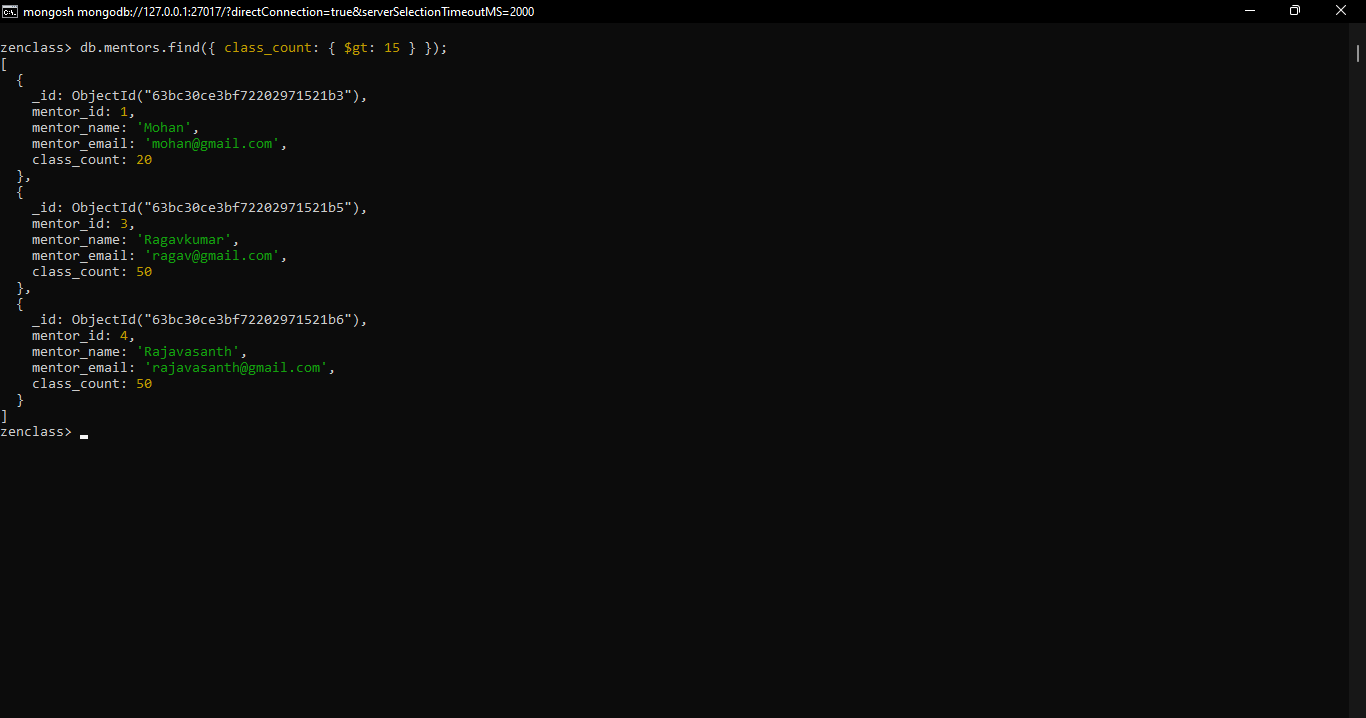 mongosh mongodb://127.0.0.1:27017/?directConnection=true&serverSelectionTimeoutMS=2000
zenclass> db.mentors.find({ class_count: { $gt: 15 } });
[
  {
    _id: ObjectId("63bc30ce3bf72202971521b3"),
    mentor_id: 1,
    mentor_name: 'Mohan',
    mentor_email: 'mohan@gmail.com',
    class_count: 20
  },
  {
    _id: ObjectId("63bc30ce3bf72202971521b5"),
    mentor_id: 3,
    mentor_name: 'Ragavkumar',
    mentor_email: 'ragav@gmail.com',
    class_count: 50
  },
  {
    _id: ObjectId("63bc30ce3bf72202971521b6"),
    mentor_id: 4,
    mentor_name: 'Rajavasanth',
    mentor_email: 'rajavasanth@gmail.com',
    class_count: 50
  }
]
zenclass>